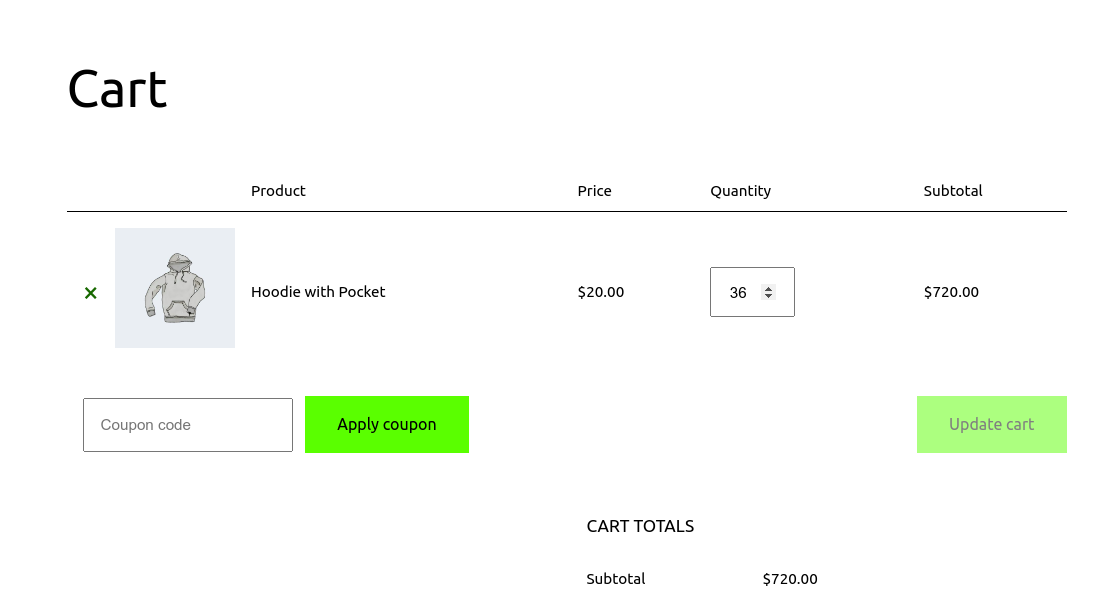 Cart
Product Price Quantity Subtotal
× Hoodie with Pocket $20.00 36 $720.00
Coupon code Apply coupon Update cart
CART TOTALS
Subtotal $720.00